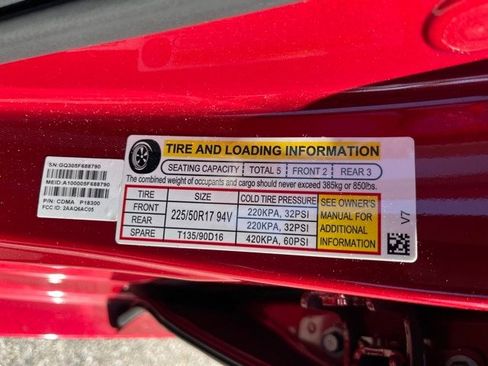 SN:GQ305F688790
MEID:A100005F688790
P/N: CDMA P18300
FCC ID: 2AAQ6AC05
TIRE AND LOADING INFORMATION
SEATING CAPACITY TOTAL 5 FRONT 2 REAR 3
The combined weight of occupants and cargo should never exceed 385kg or 850lbs.
TIRE SIZE COLD TIRE PRESSURE
FRONT 225/50R17 94V 220KPA, 32PSI
REAR 220KPA, 32PSI
SPARE T135/90D16 420KPA, 60PSI
SEE OWNER'S
MANUAL FOR
ADDITIONAL
INFORMATION
V7